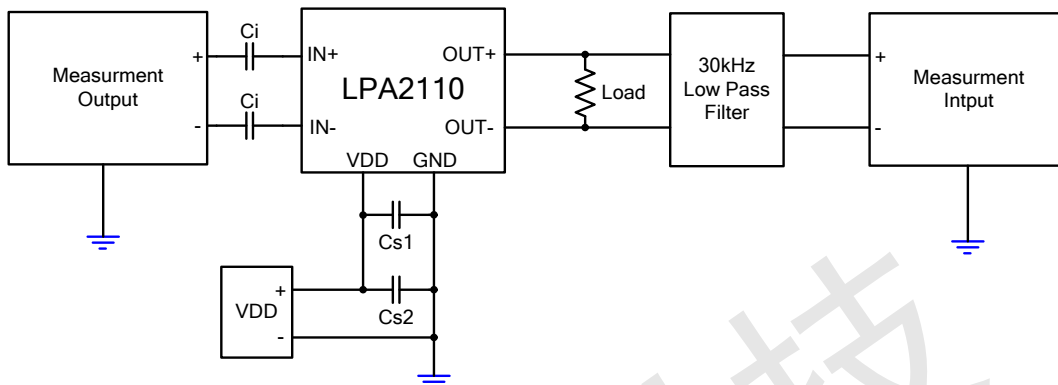 Measurment
Output
+
-
Ci
Ci
IN+
IN-
LPA2110
OUT+
OUT-
VDD
GND
Load
30kHz
Low Pass
Filter
+
-
Measurment
Intput
Cs1
Cs2
VDD
+
-
技